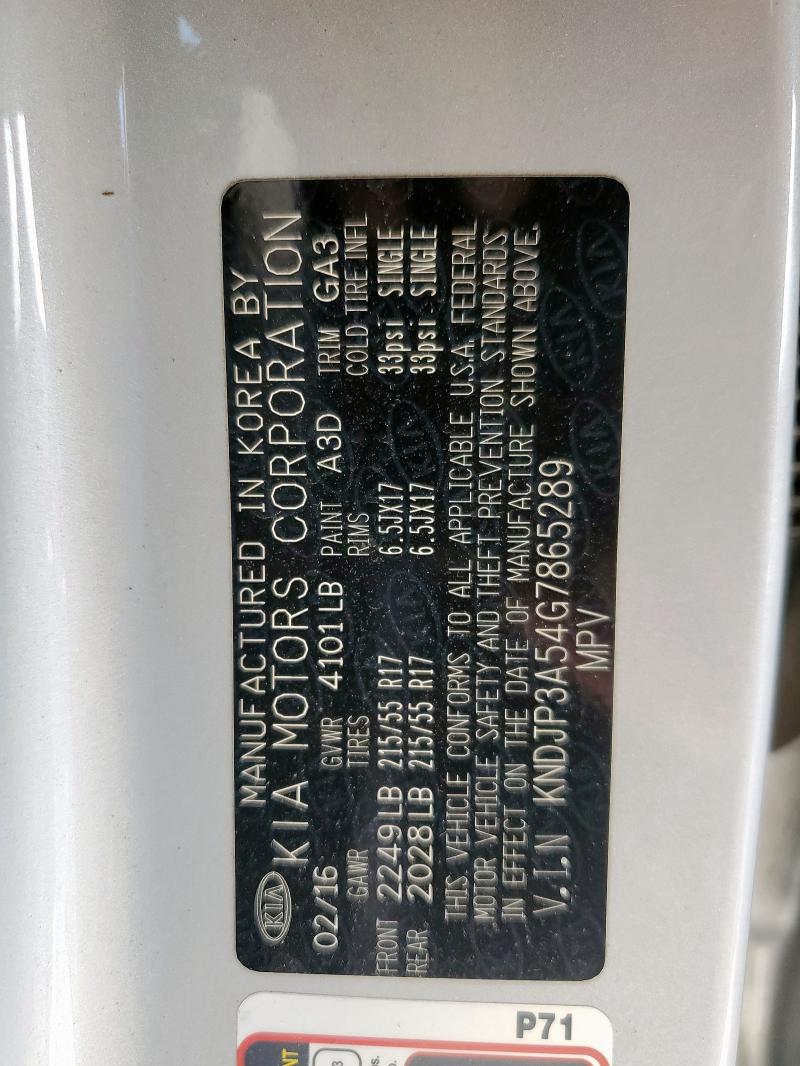 MANUFACTURED IN KOREA BY
KIA KIA MOTORS CORPORATION
02/16 GVWR 4101LB PAINT A3D TRIM GA3
GAWR TIRES RIMS COLD TIRE INFL
FRONT 2249LB 215/55 R17 6.5JX17 33psi SINGLE
REAR 2028LB 215/55 R17 6.5JX17 33psi SINGLE
THIS VEHICLE CONFORMS TO ALL APPLICABLE U.S.A. FEDERAL
MOTOR VEHICLE SAFETY AND THEFT PREVENTION STANDARDS
IN EFFECT ON THE DATE OF MANUFACTURE SHOWN ABOVE.
V.I.N KNDJP3A54G7865289
MPV
P71